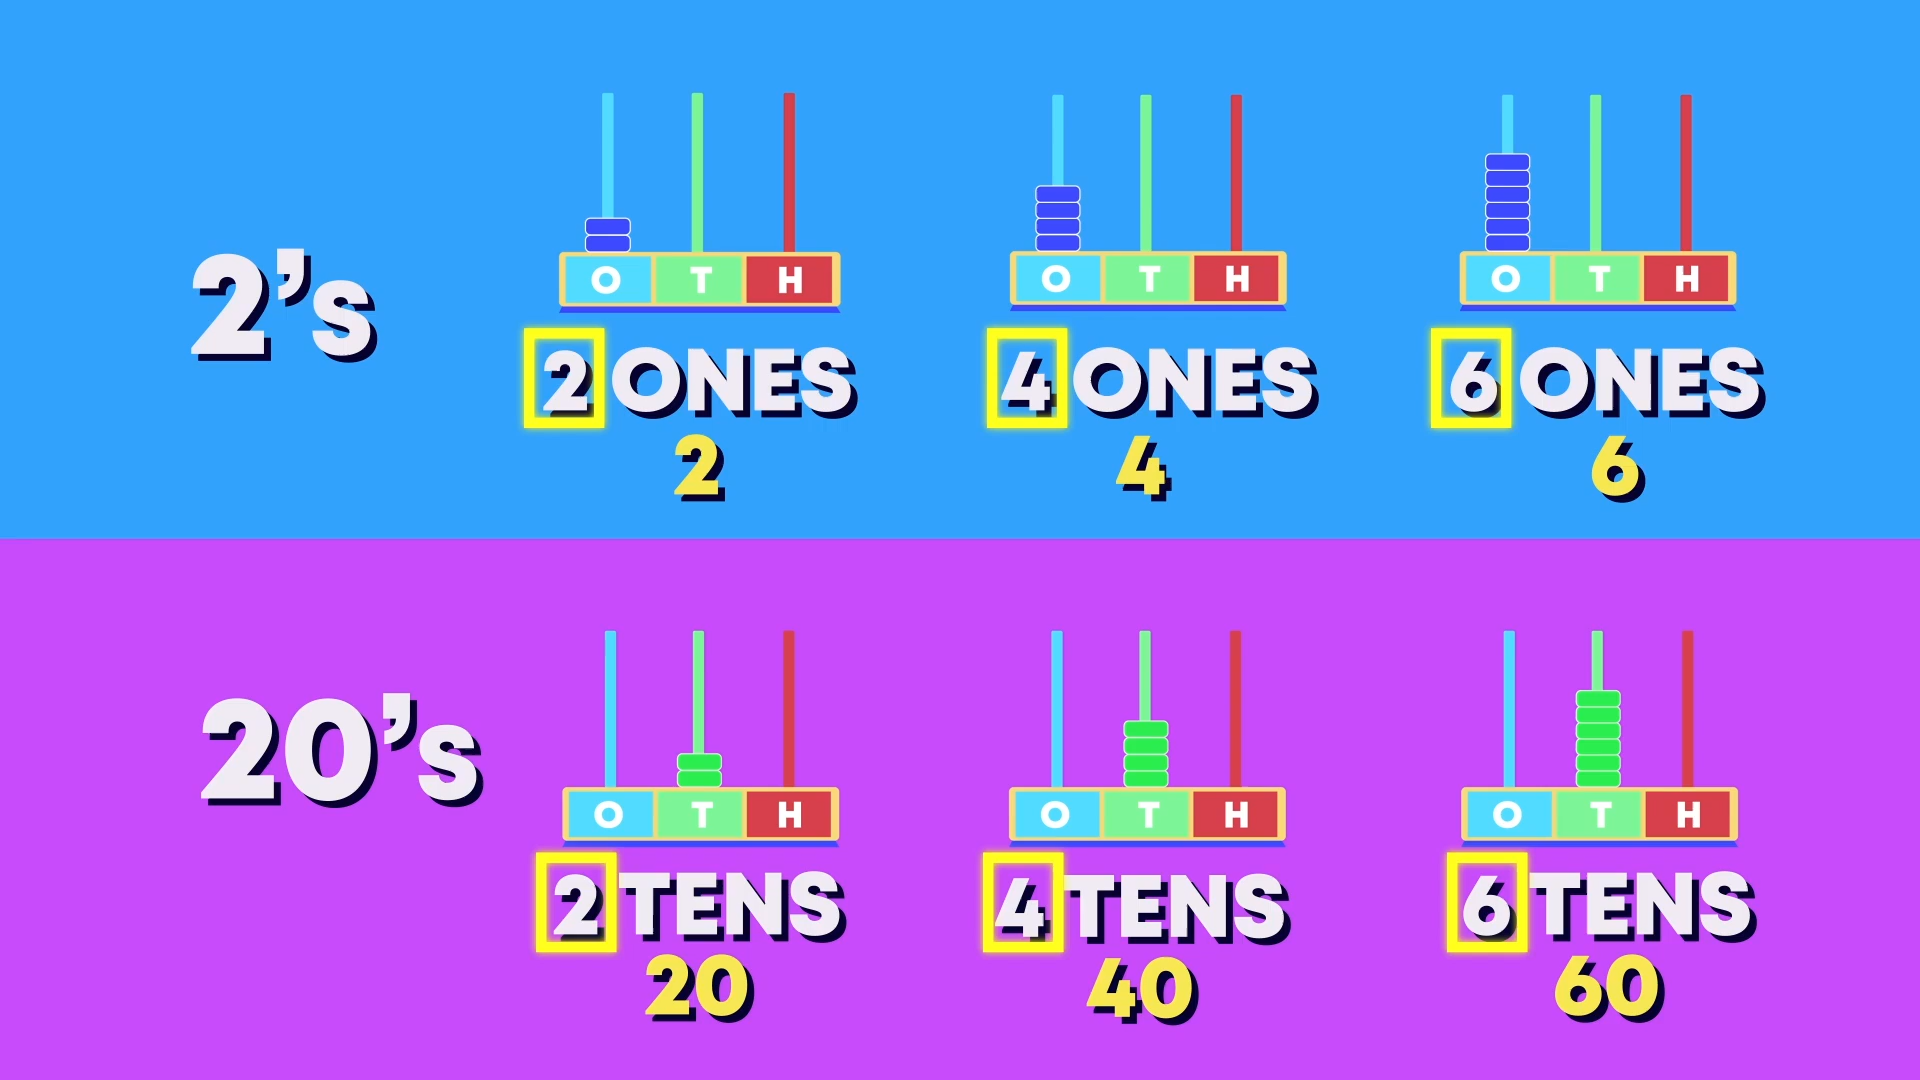 2's
O T H
O T H
O T H
2 ONES
4 ONES
6 ONES
2
4
6
20's
O T H
O T H
O T H
2 TENS
4 TENS
6 TENS
20
40
60